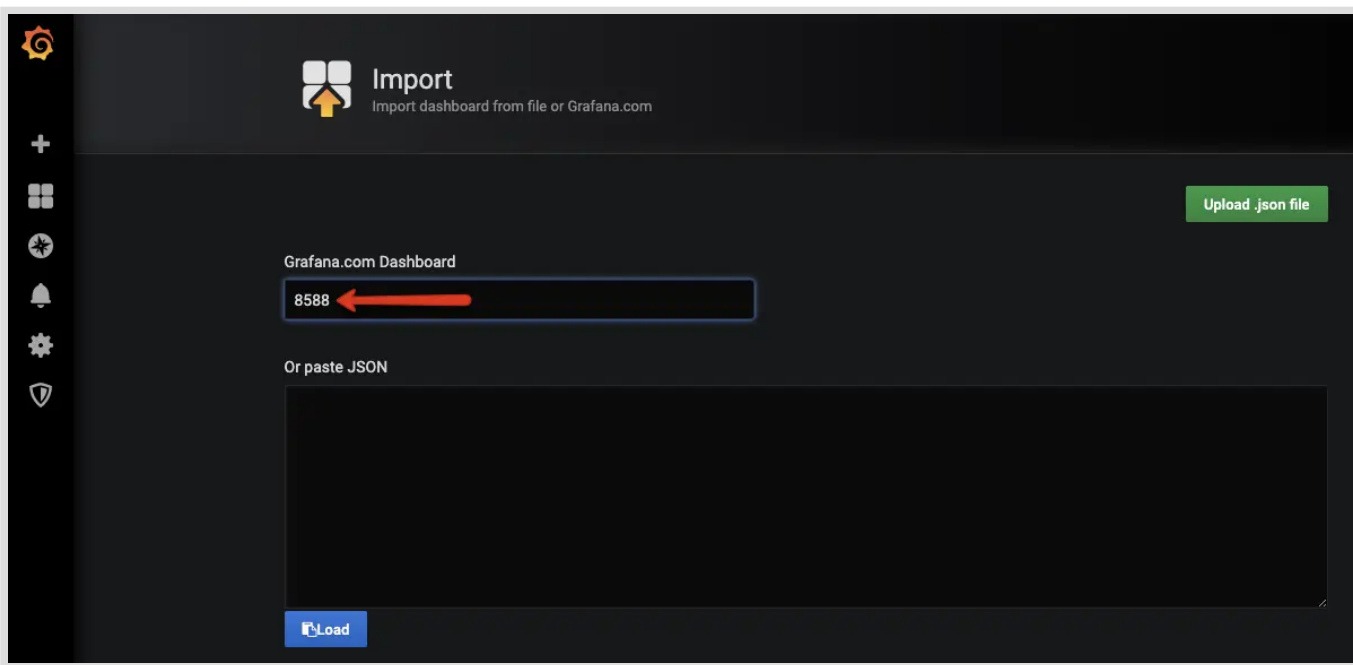 Import
Import dashboard from file or Grafana.com
Upload .json file
Grafana.com Dashboard
8588
Or paste JSON
Load